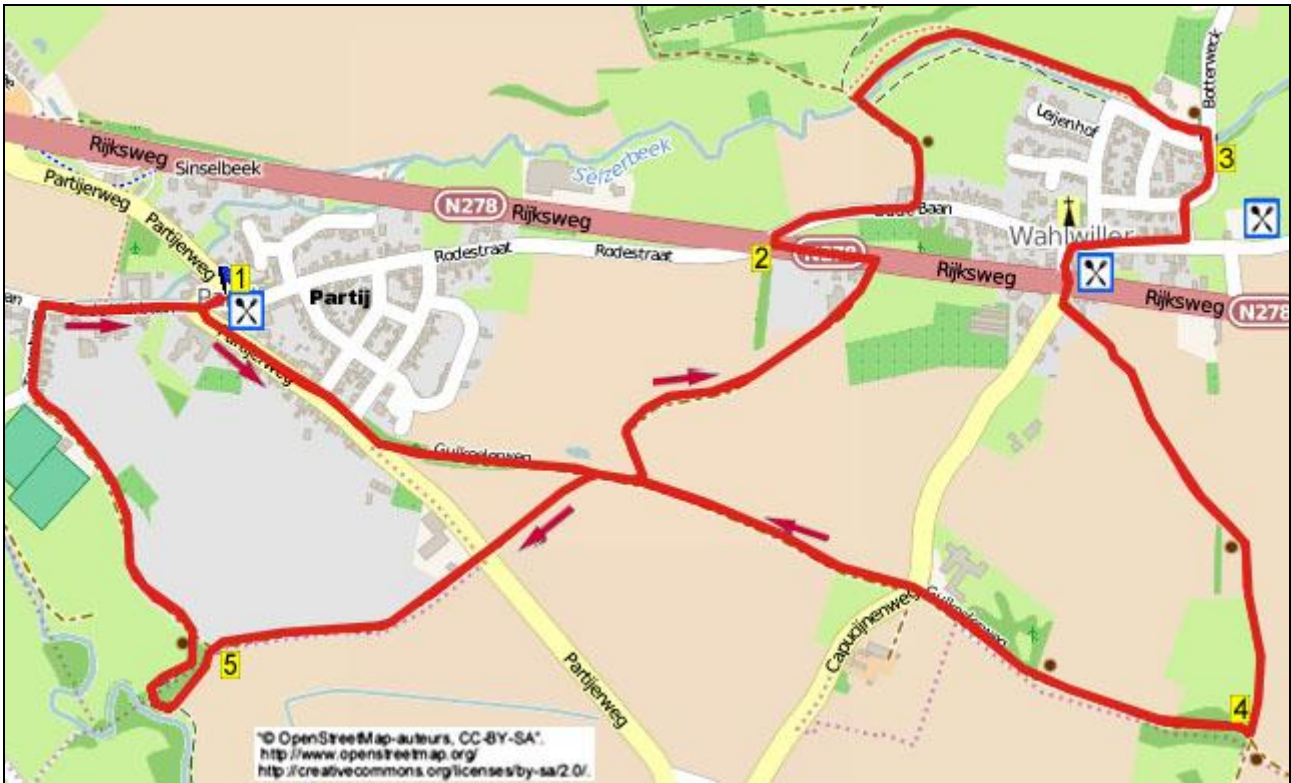 Botterweck
Leijenhof
Rijksweg
Sinselbeek
Selzerbeek
3
Partijerweg
N278
Rijksweg
Baan
Partijerweg
Wahlwiller
Rodestraat
Rodestraat
2
N278
Rijksweg
1
Partij
Rijksweg
N278
Partijerweg
Gulperlerweg
Capucijnenweg
5
Partijerweg
4
"© OpenStreetMap-auteurs, CC-BY-SA".
http://www.openstreetmap.org/
http://creativecommons.org/licenses/by-sa/2.0/.